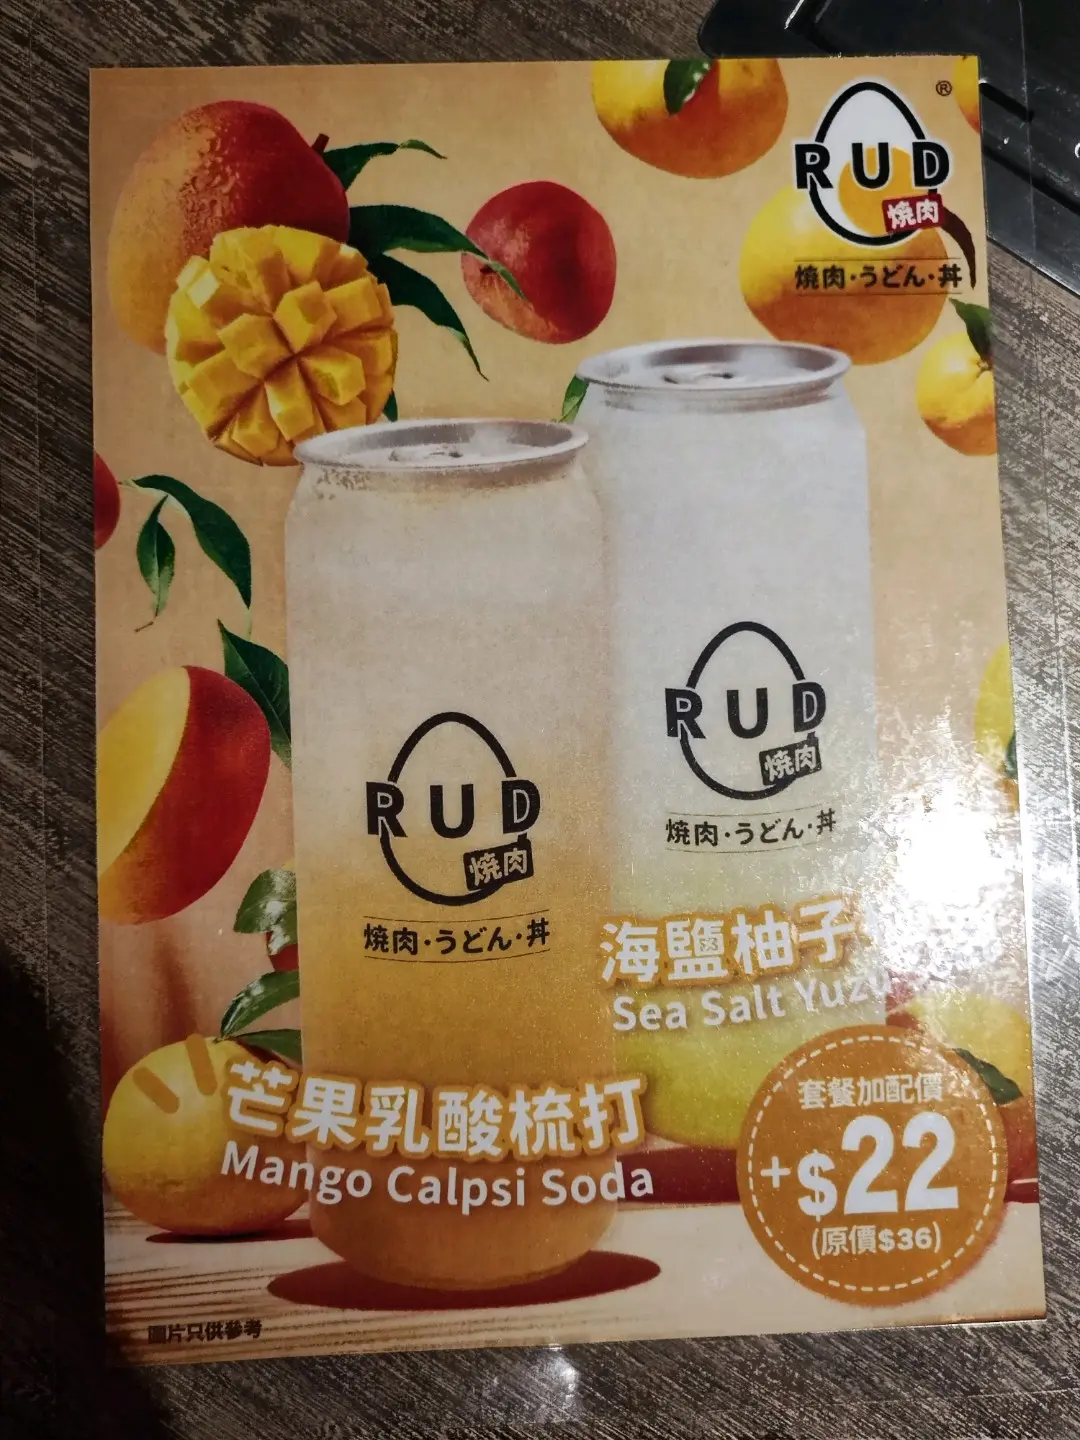 RUD
®
燒肉
燒肉・うどん・丼
RUD
燒肉
燒肉・うどん・丼
RUD
燒肉
燒肉・うどん・丼
海鹽柚子
Sea Salt Yuzu
芒果乳酸梳打
Mango Calpsi Soda
套餐加配價
+$22
(原價$36)
圖片只供參考